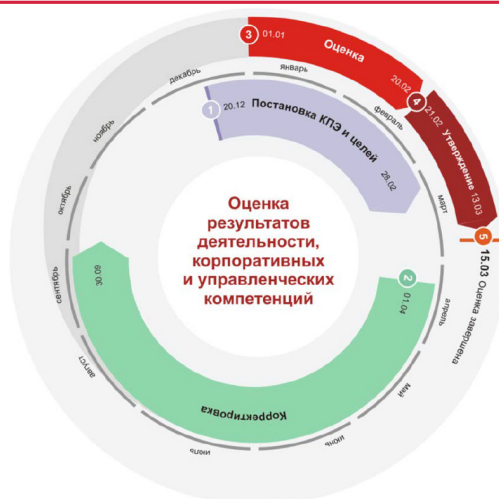 3
01.01
Оценка
20.02
4
21.02
Утверждение
13.03
5
15.03 Оценка завершена
1
20.12
Постановка КПЭ и целей
28.02
2
01.04
Корректировка
30.09
январь
февраль
март
апрель
май
июнь
июль
август
сентябрь
октябрь
ноябрь
декабрь
Оценка
результатов
деятельности,
корпоративных
и управленческих
компетенций